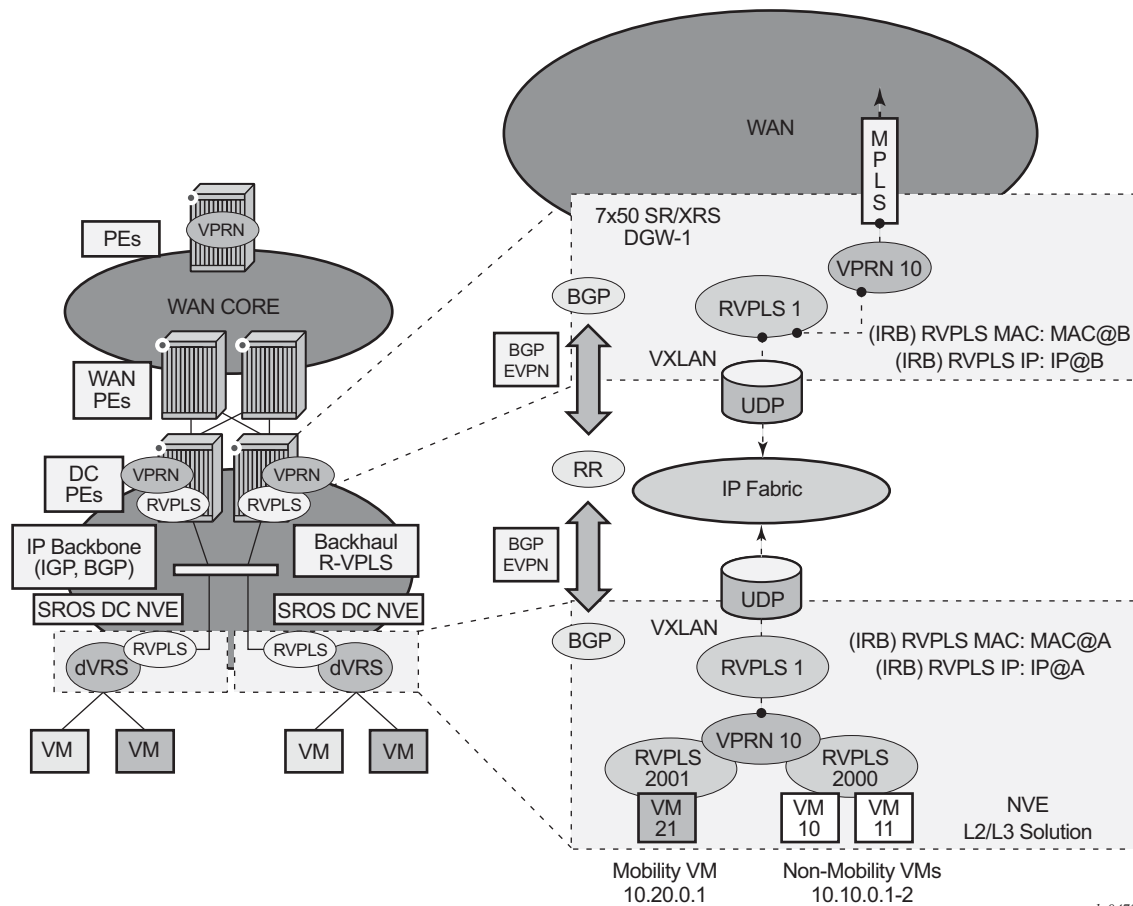 VPRN
PEs
WAN CORE
WAN
PEs
DC
PEs
VPRN
VPRN
RVPLS
RVPLS
IP Backbone
(IGP, BGP)
Backhaul
R-VPLS
SROS DC NVE
SROS DC NVE
RVPLS
RVPLS
dVRS
dVRS
VM
VM
VM
VM
WAN
M
P
L
S
7x50 SR/XRS
DGW-1
VPRN 10
BGP
RVPLS 1
(IRB) RVPLS MAC: MAC@B
(IRB) RVPLS IP: IP@B
BGP
EVPN
VXLAN
UDP
RR
IP Fabric
BGP
EVPN
UDP
BGP
VXLAN
(IRB) RVPLS MAC: MAC@A
(IRB) RVPLS IP: IP@A
RVPLS 1
VPRN 10
RVPLS
2001
RVPLS
2000
VM
21
VM
10
VM
11
NVE
L2/L3 Solution
Mobility VM
10.20.0.1
Non-Mobility VMs
10.10.0.1-2